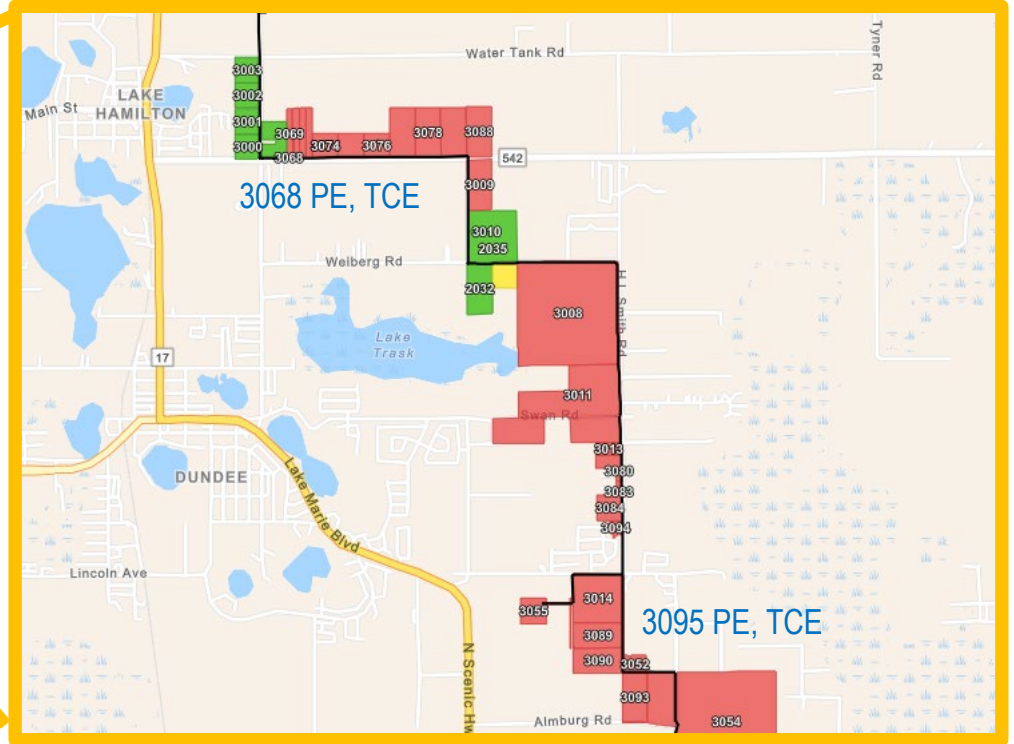 Water Tank Rd
Tyner Rd
3003
LAKE
HAMILTON
3002
Main St
3001
3069
3078
3088
3000
3074
3076
3068
542
3009
3068 PE, TCE
3010
2035
Weiberg Rd
2032
H L Smith Rd
3008
Lake
Trask
17
3011
Swan Rd
3013
3080
DUNDEE
3083
3084
3094
Lake Marie Blvd
Lincoln Ave
3014
3055
3095 PE, TCE
3089
3090
3052
N Scenic Hw
3093
Almburg Rd
3054